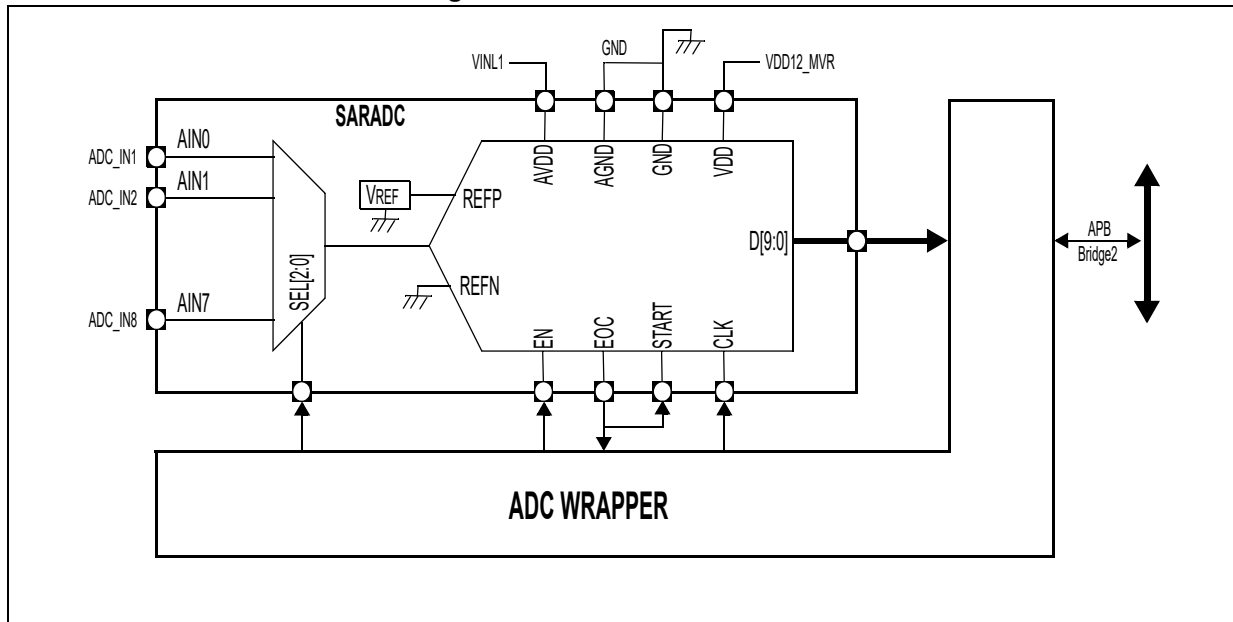 GND
VINL1
VDD12_MVR
SARADC
AVDD
AGND
GND
VDD
ADC_IN1
AIN0
ADC_IN2
AIN1
ADC_IN8
AIN7
SEL[2:0]
VREF
REFP
REFN
D[9:0]
EN
EOC
START
CLK
APB
Bridge2
ADC WRAPPER